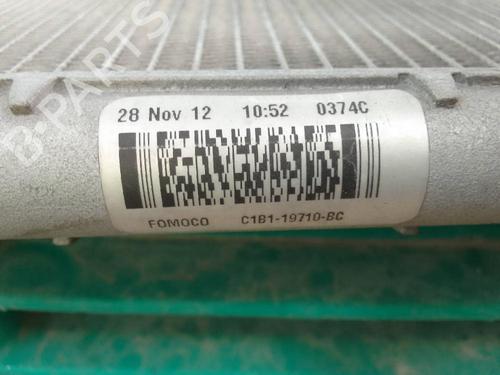 28 Nov 12 10:52 0374C
FOMOCO C1B1-19710-BC
B-PARTS